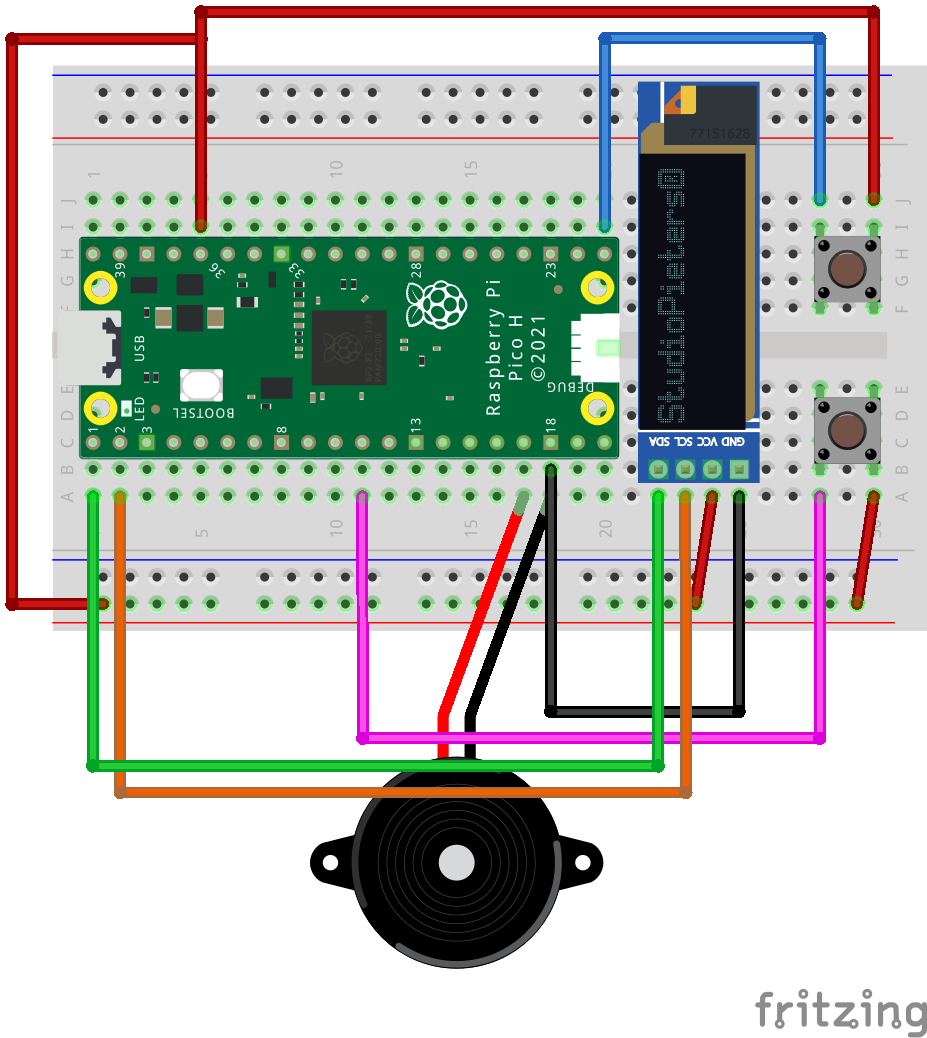 77151628
1
10
15
J
J
I
I
H
H
G
G
F
F
39
36
33
28
23
StudioPieters®
Raspberry Pi
Pico H
©2021
USB
DEBUG
BOOTSEL
LED
E
E
D
D
C
C
B
B
A
A
1
2
3
8
13
18
GND VCC SCL SDA
5
10
15
20
30
fritzing